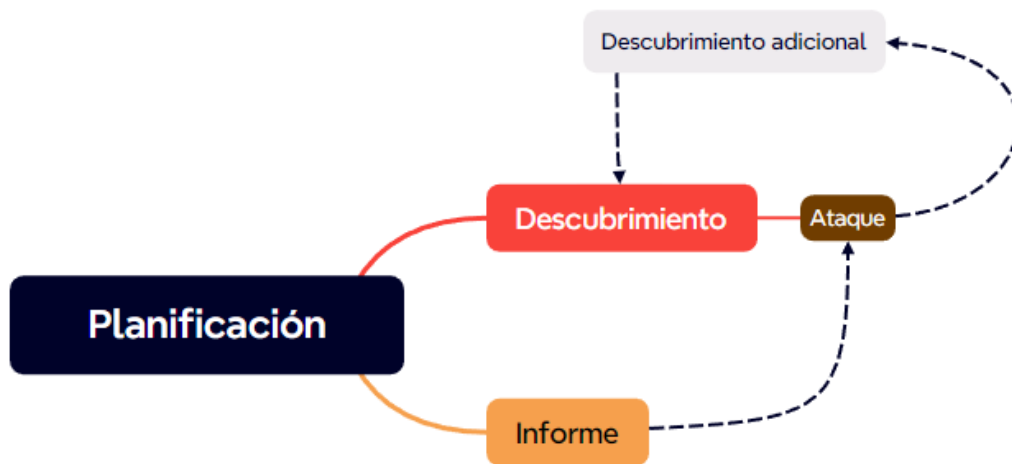 Descubrimiento adicional
Descubrimiento
Ataque
Planificación
Informe